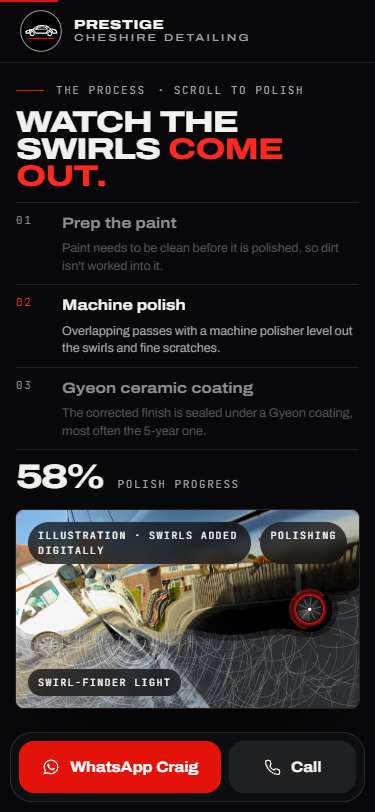 PRESTIGE
CHESHIRE DETAILING
THE PROCESS · SCROLL TO POLISH
WATCH THE
SWIRLS COME
OUT.
01
Prep the paint
Paint needs to be clean before it is polished, so dirt
isn't worked into it.
02
Machine polish
Overlapping passes with a machine polisher level out
the swirls and fine scratches.
03
Gyeon ceramic coating
The corrected finish is sealed under a Gyeon coating,
most often the 5-year one.
58% POLISH PROGRESS
ILLUSTRATION · SWIRLS ADDED
DIGITALLY
POLISHING
SWIRL-FINDER LIGHT
WhatsApp Craig
Call